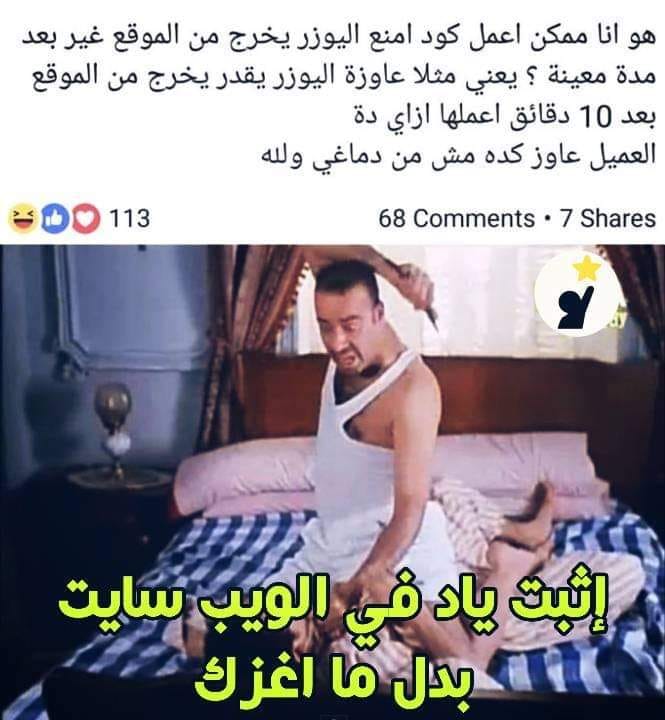 هو انا ممكن اعمل كود امنع اليوزر يخرج من الموقع غير بعد
مدة معينة ؟ يعني مثلا عاوزة اليوزر يقدر يخرج من الموقع
بعد 10 دقائق اعملها ازاي دة
العميل عاوز كده مش من دماغي ولله
113
68 Comments • 7 Shares
إثبت ياد في الويب سايت
بدل ما اغزك